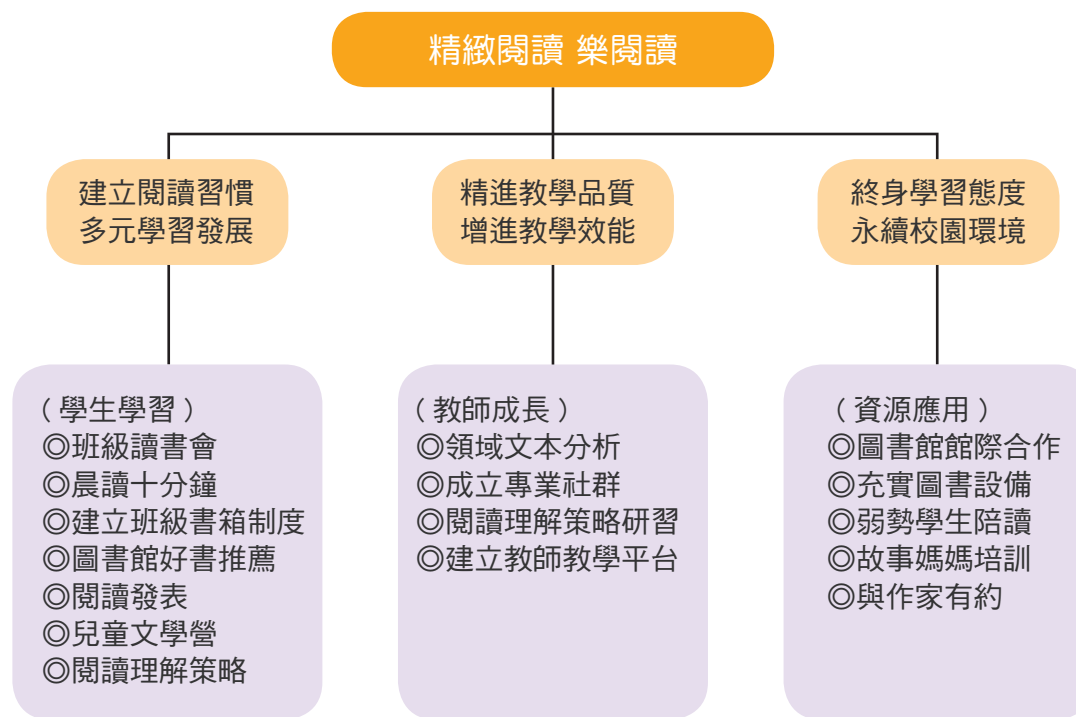 精緻閱讀 樂閱讀
建立閱讀習慣
多元學習發展
精進教學品質
增進教學效能
終身學習態度
永續校園環境
（學生學習）
◎班級讀書會
◎晨讀十分鐘
◎建立班級書箱制度
◎圖書館好書推薦
◎閱讀發表
◎兒童文學營
◎閱讀理解策略
（教師成長）
◎領域文本分析
◎成立專業社群
◎閱讀理解策略研習
◎建立教師教學平台
（資源應用）
◎圖書館館際合作
◎充實圖書設備
◎弱勢學生陪讀
◎故事媽媽培訓
◎與作家有約